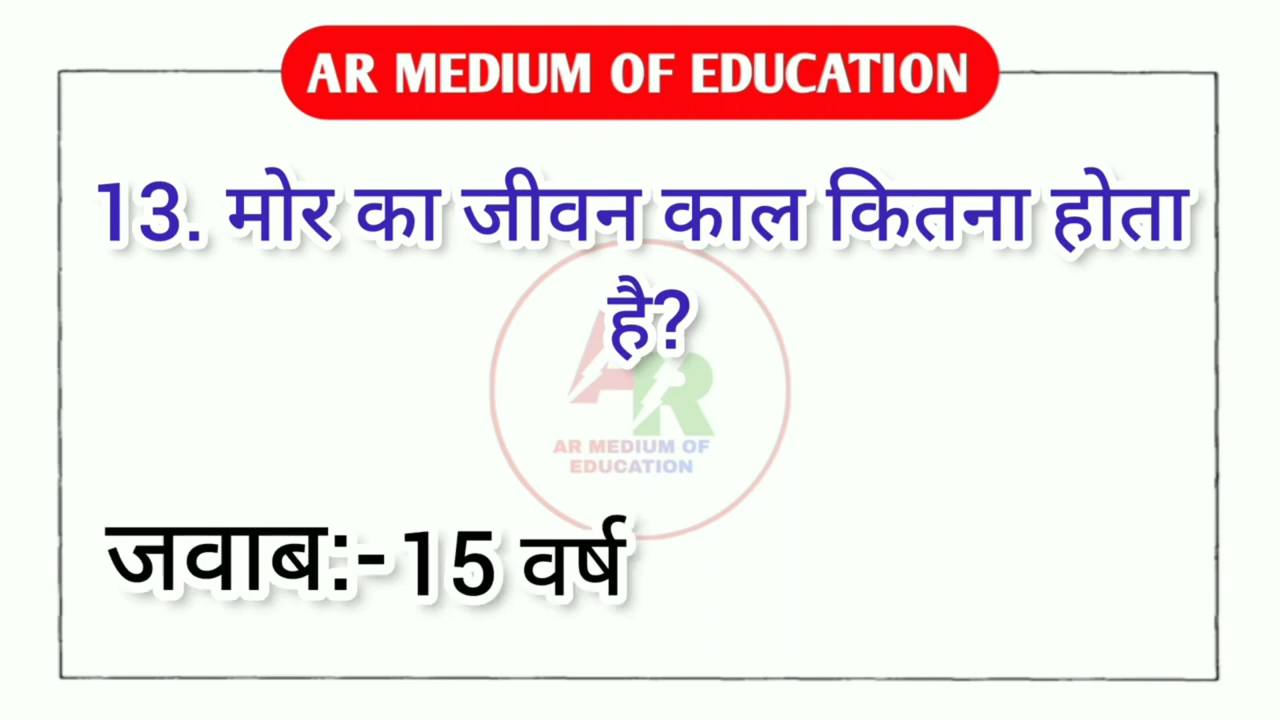 AR MEDIUM OF EDUCATION
13. मोर का जीवन काल कितना होता
है?
AR
AR MEDIUM OF
EDUCATION
जवाब:-15 वर्ष